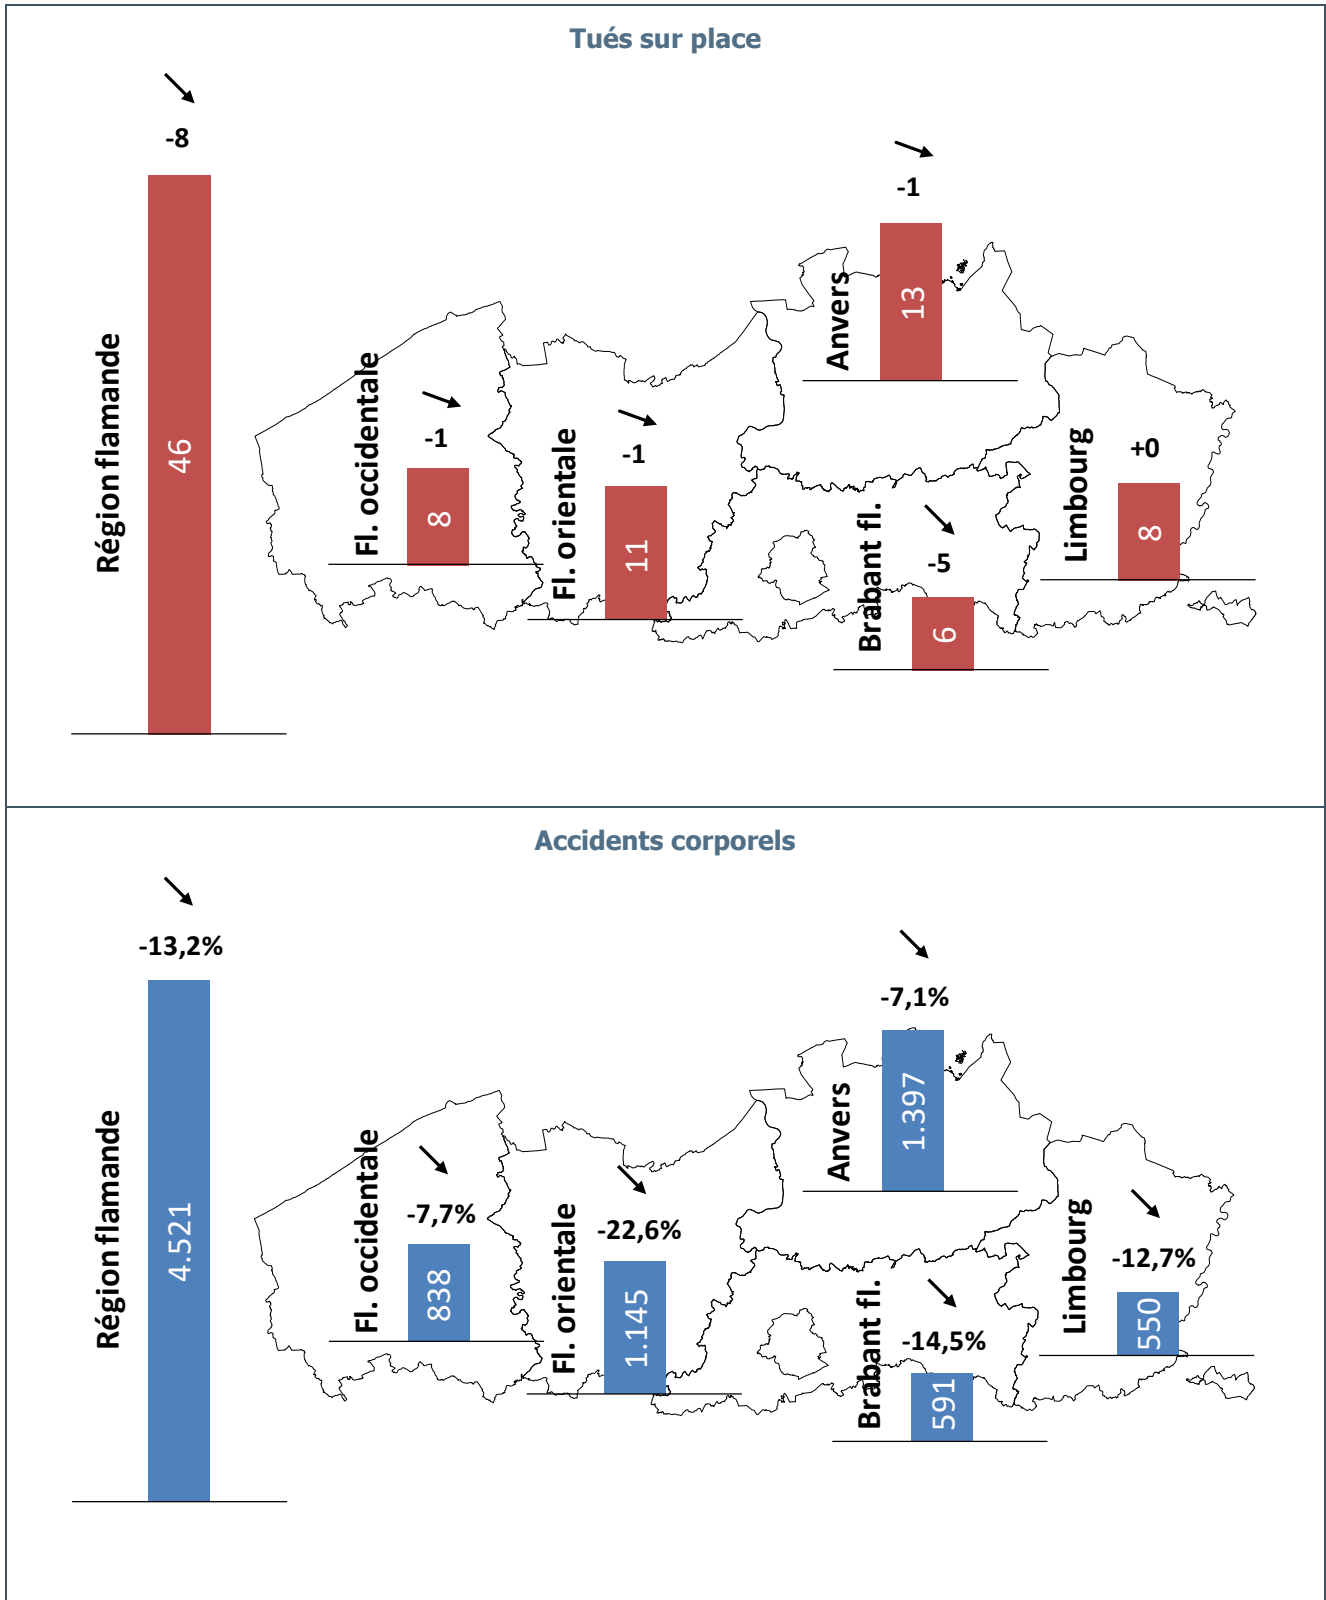 Tués sur place
-8
Région flamande
46
Fl. occidentale
-1
8
Fl. orientale
-1
11
Anvers
-1
13
Brabant fl.
-5
6
Limbourg
+0
8
Accidents corporels
-13,2%
Région flamande
4.521
Fl. occidentale
-7,7%
838
Fl. orientale
-22,6%
1.145
Anvers
-7,1%
1.397
Brabant fl.
-14,5%
591
Limbourg
-12,7%
550